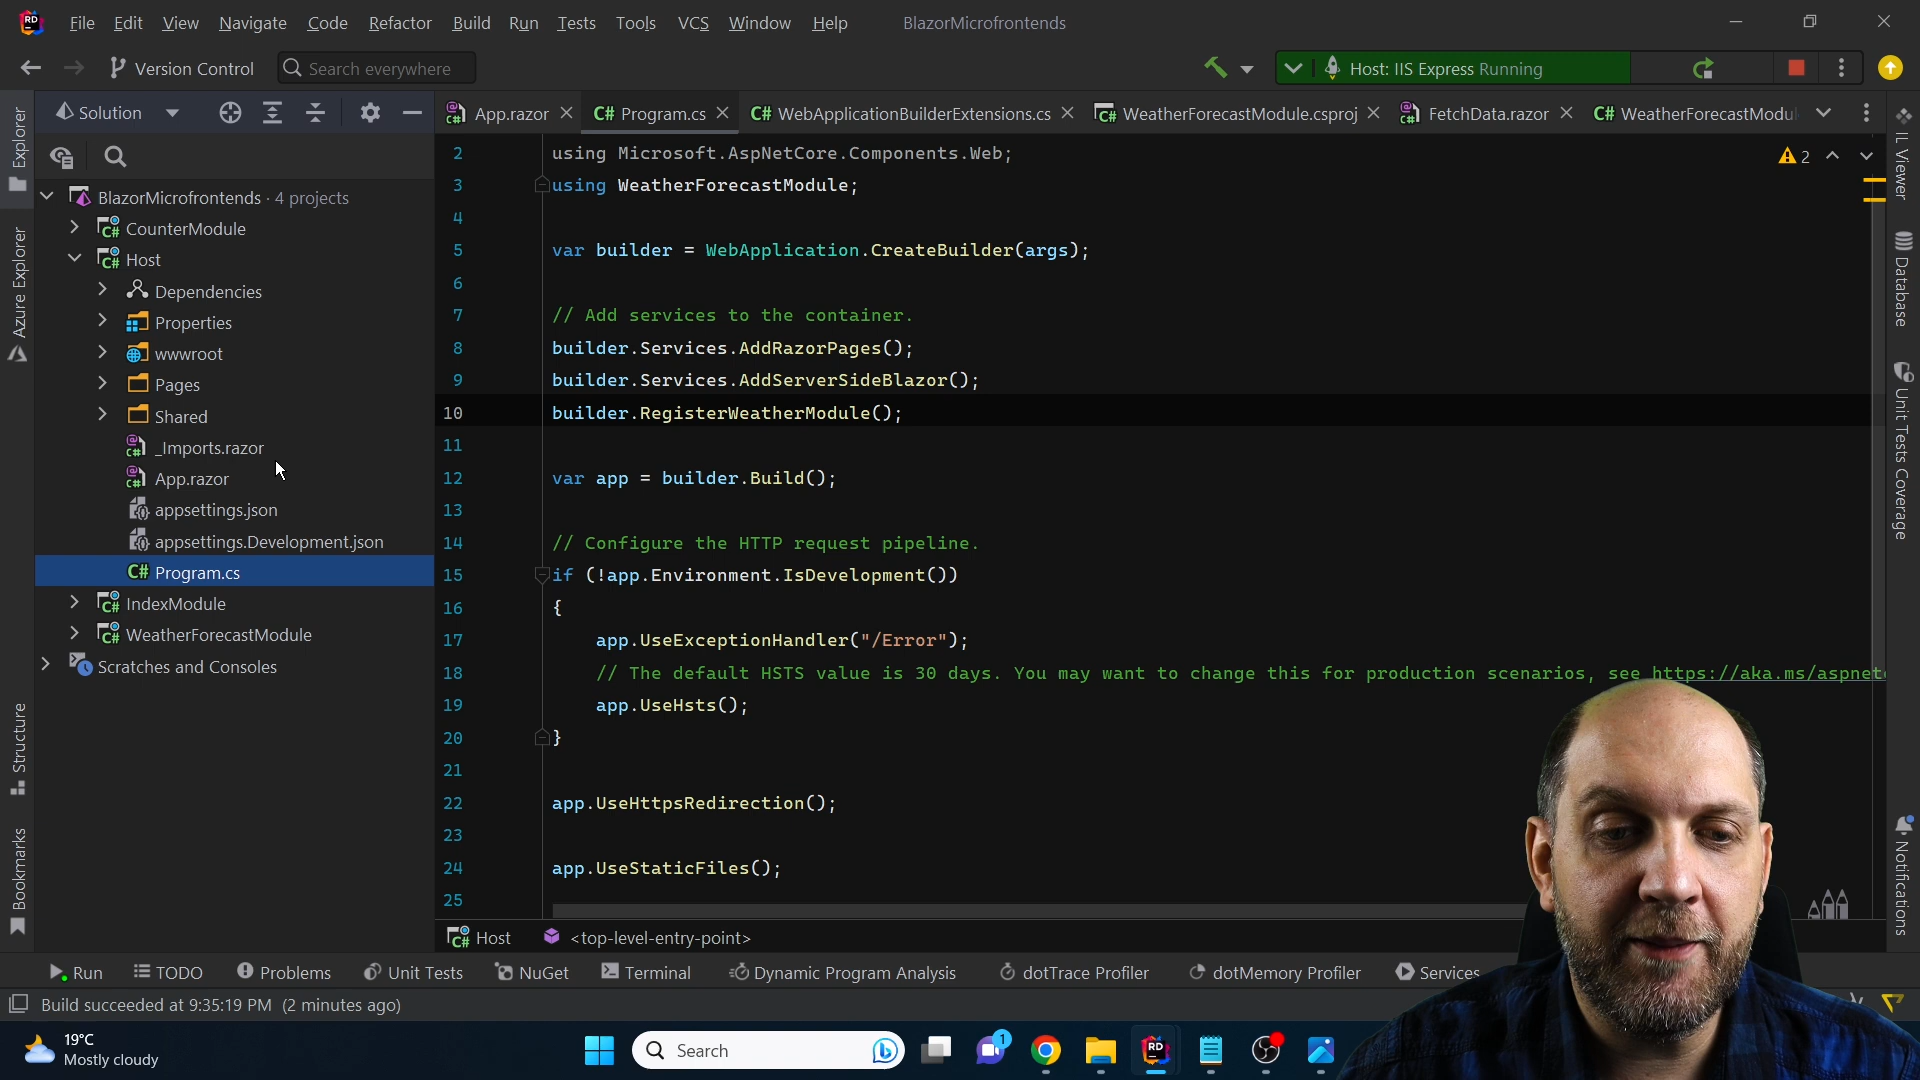 RD File Edit View Navigate Code Refactor Build Run Tests Tools VCS Window Help BlazorMicrofrontends
Version Control Search everywhere Host: IIS Express Running
Solution
App.razor C# Program.cs C# WebApplicationBuilderExtensions.cs WeatherForecastModule.csproj FetchData.razor C# WeatherForecastModu
Explorer
Azure Explorer
Structure
Bookmarks
BlazorMicrofrontends · 4 projects
CounterModule
Host
Dependencies
Properties
wwwroot
Pages
Shared
_Imports.razor
App.razor
appsettings.json
appsettings.Development.json
C# Program.cs
IndexModule
WeatherForecastModule
Scratches and Consoles
2 using Microsoft.AspNetCore.Components.Web;
3 using WeatherForecastModule;
4
5 var builder = WebApplication.CreateBuilder(args);
6
7 // Add services to the container.
8 builder.Services.AddRazorPages();
9 builder.Services.AddServerSideBlazor();
10 builder.RegisterWeatherModule();
11
12 var app = builder.Build();
13
14 // Configure the HTTP request pipeline.
15 if (!app.Environment.IsDevelopment())
16 {
17 app.UseExceptionHandler("/Error");
18 // The default HSTS value is 30 days. You may want to change this for production scenarios, see https://aka.ms/aspnet
19 app.UseHsts();
20 }
21
22 app.UseHttpsRedirection();
23
24 app.UseStaticFiles();
25
2
IL Viewer
Database
Unit Tests Coverage
Notifications
Host <top-level-entry-point>
Run TODO Problems Unit Tests NuGet Terminal Dynamic Program Analysis dotTrace Profiler dotMemory Profiler Services
Build succeeded at 9:35:19 PM (2 minutes ago)
19°C
Mostly cloudy
Search
1
RD